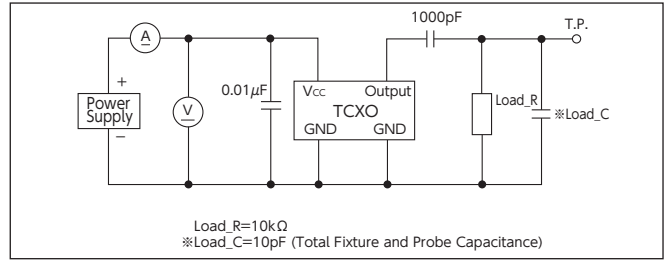 1000pF
T.P.
A
+
0.01μF
Vcc Output
Load_R
Power
Supply
V
TCXO
※Load_C
GND GND
−
Load_R=10kΩ
※Load_C=10pF (Total Fixture and Probe Capacitance)